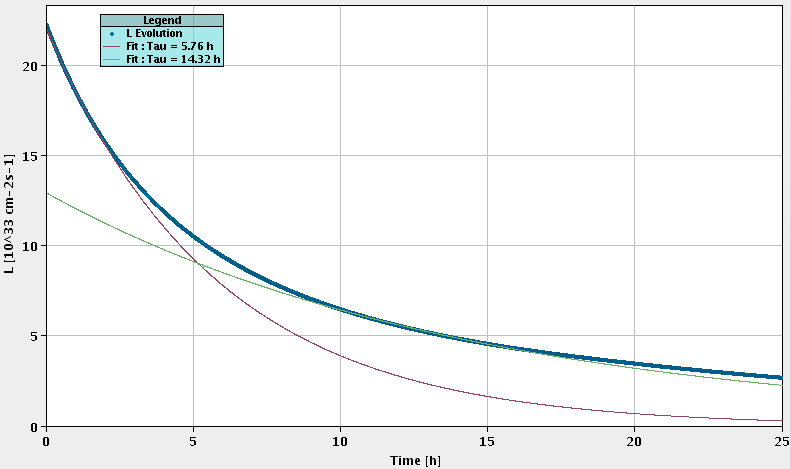 Legend
L Evolution
Fit : Tau = 5.76 h
Fit : Tau = 14.32 h
L [10^33 cm-2s-1]
20
15
10
5
0
0 5 10 15 20 25
Time [h]